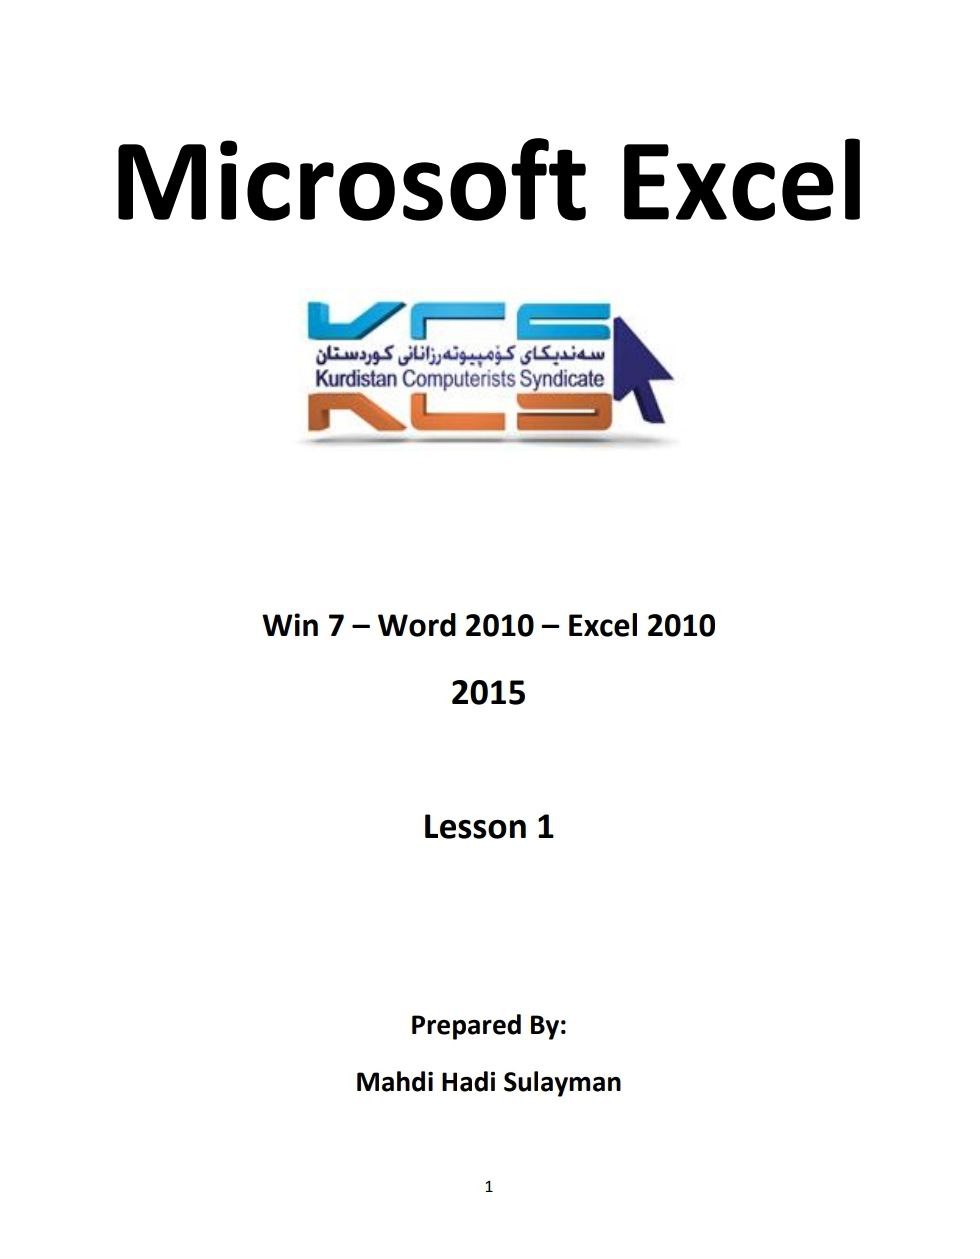 Microsoft Excel
KCS
سەندیکای کۆمپیوتەرزانانی کوردستان
Kurdistan Computerists Syndicate
Win 7 – Word 2010 – Excel 2010
2015
Lesson 1
Prepared By:
Mahdi Hadi Sulayman
1